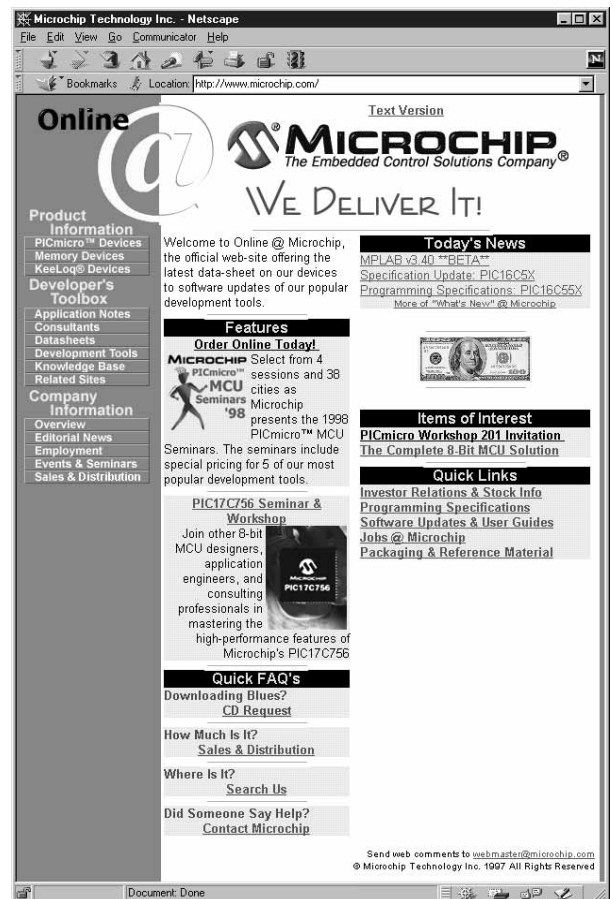 Microchip Technology Inc. - Netscape
File Edit View Go Communicator Help
Bookmarks Location: http://www.microchip.com/
Online
@
Text Version
MICROCHIP
The Embedded Control Solutions Company®
WE DELIVER IT!
Product
Information
PICmicro™ Devices
Memory Devices
KeeLoq® Devices
Developer's
Toolbox
Application Notes
Consultants
Datasheets
Development Tools
Knowledge Base
Related Sites
Company
Information
Overview
Editorial News
Employment
Events & Seminars
Sales & Distribution
Welcome to Online @ Microchip,
the official web-site offering the
latest data-sheet on our devices
to software updates of our popular
development tools.
Features
Order Online Today!
MICROCHIP
PICmicro™
MCU
Seminars
'98
Select from 4
sessions and 38
cities as
Microchip
presents the 1998
PICmicro™ MCU
Seminars. The seminars include
special pricing for 5 of our most
popular development tools.
PIC17C756 Seminar &
Workshop
Join other 8-bit
MCU designers,
application
engineers, and
consulting
professionals in
mastering the
high-performance features of
Microchip's PIC17C756
MICROCHIP
PIC17C756
Quick FAQ's
Downloading Blues?
CD Request
How Much Is It?
Sales & Distribution
Where Is It?
Search Us
Did Someone Say Help?
Contact Microchip
Today's News
MPLAB v3.40 **BETA**
Specification Update: PIC16C5X
Programming Specifications: PIC16C55X
More of "What's New" @ Microchip
100
Items of Interest
PICmicro Workshop 201 Invitation
The Complete 8-Bit MCU Solution
Quick Links
Investor Relations & Stock Info
Programming Specifications
Software Updates & User Guides
Jobs @ Microchip
Packaging & Reference Material
Send web comments to webmaster@microchip.com
© Microchip Technology Inc. 1997 All Rights Reserved
Document: Done